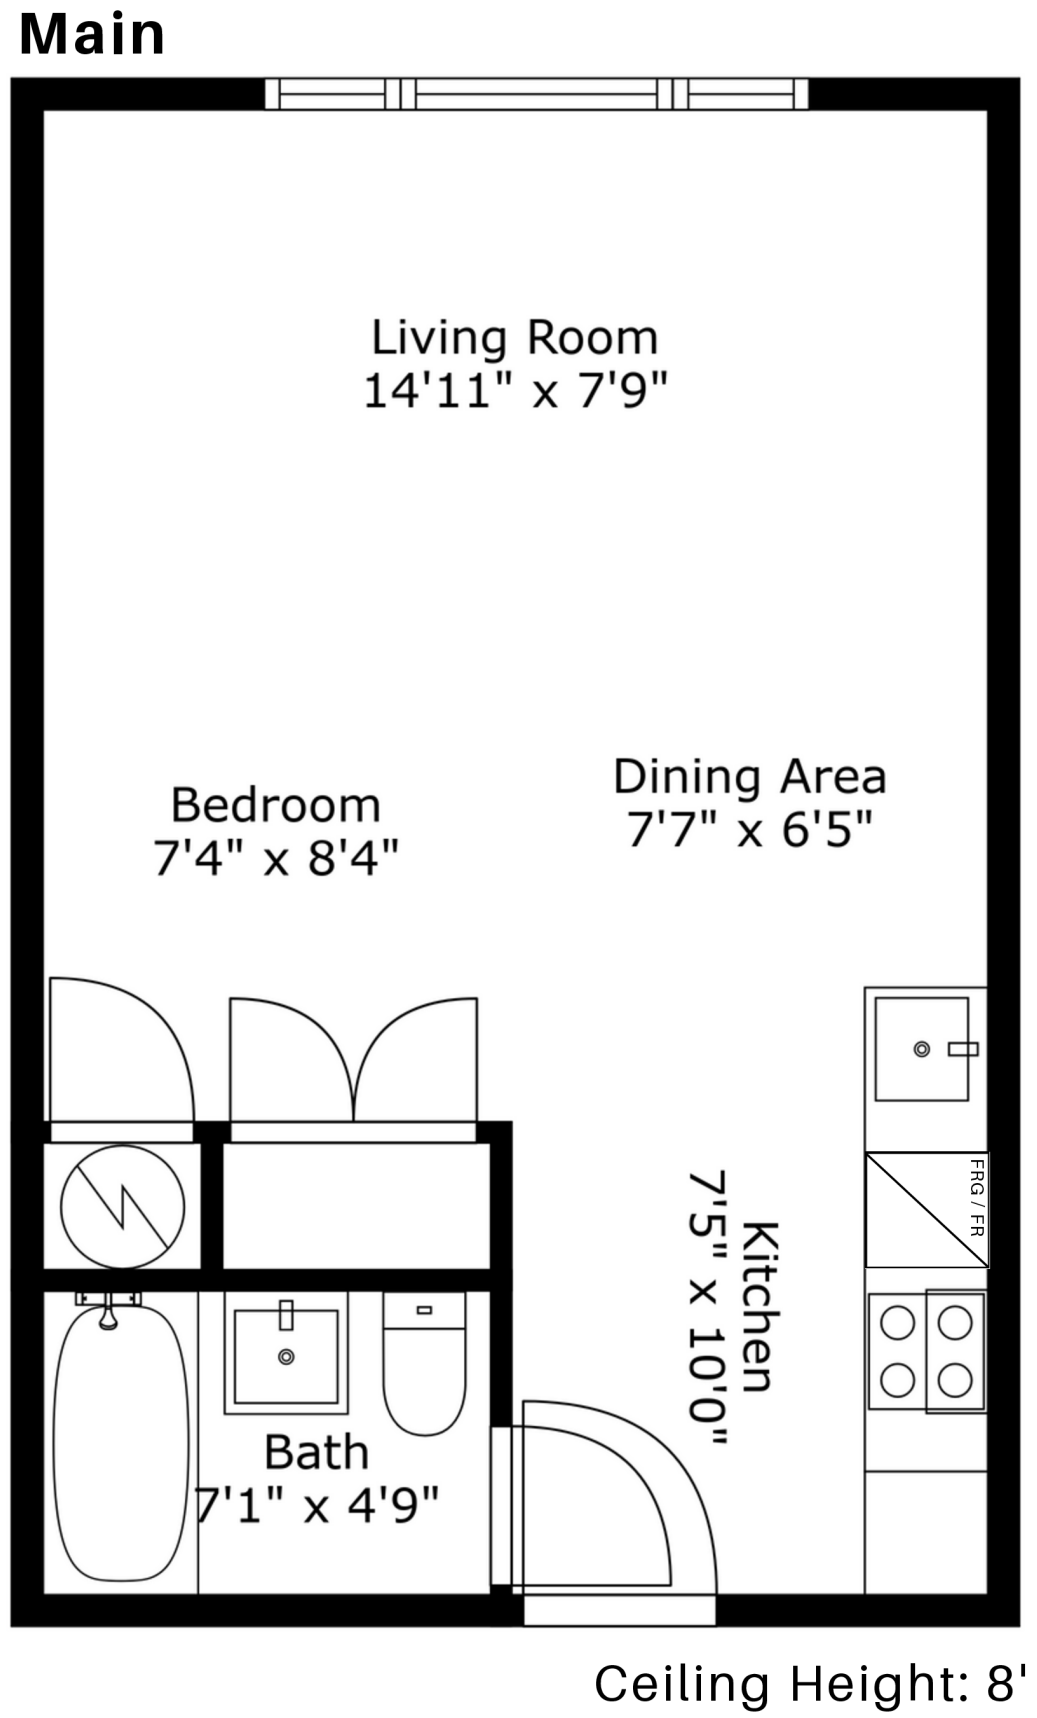 Main
Living Room
14'11" x 7'9"
Dining Area
7'7" x 6'5"
Bedroom
7'4" x 8'4"
FRG / FR
Kitchen
7'5" x 10'0"
Bath
7'1" x 4'9"
Ceiling Height: 8'